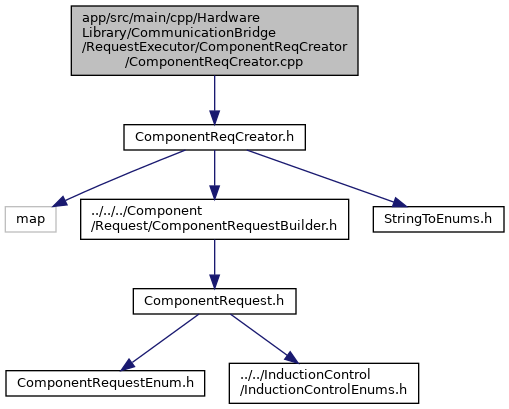 app/src/main/cpp/Hardware
Library/CommunicationBridge
/RequestExecutor/ComponentReqCreator
/ComponentReqCreator.cpp
ComponentReqCreator.h
map
../../../Component
/Request/ComponentRequestBuilder.h
StringToEnums.h
ComponentRequest.h
ComponentRequestEnum.h
../../InductionControl
/InductionControlEnums.h